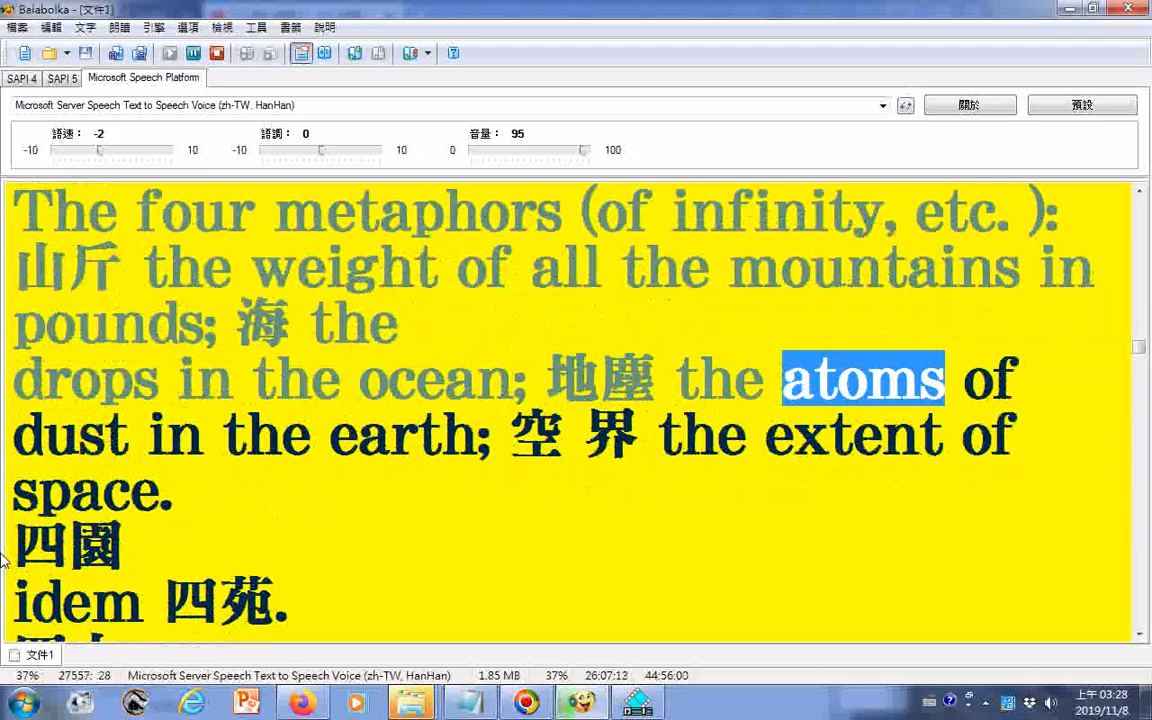 Balabolka - [文件1]
檔案 編輯 文字 朗讀 引擎 選項 檢視 工具 書籤 說明
SAPI 4 SAPI 5 Microsoft Speech Platform
Microsoft Server Speech Text to Speech Voice (zh-TW, HanHan) 關於 預設
語速： -2 語調： 0 音量： 95
-10 10 -10 10 0 100
The four metaphors (of infinity, etc. ):
山斤 the weight of all the mountains in
pounds; 海 the
drops in the ocean; 地塵 the atoms of
dust in the earth; 空 界 the extent of
space.
四園
idem 四苑.
文件1
37% 27557: 28 Microsoft Server Speech Text to Speech Voice (zh-TW, HanHan) 1.85 MB 37% 26:07:12 44:56:00
上午 03:28
2019/11/8